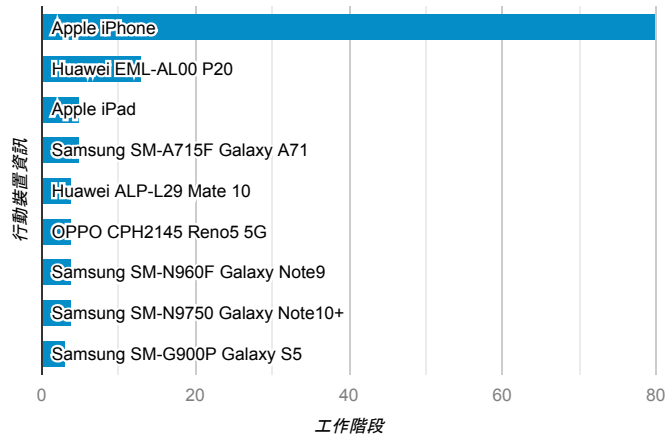 Apple iPhone
Huawei EML-AL00 P20
Apple iPad
Samsung SM-A715F Galaxy A71
Huawei ALP-L29 Mate 10
OPPO CPH2145 Reno5 5G
Samsung SM-N960F Galaxy Note9
Samsung SM-N9750 Galaxy Note10+
Samsung SM-G900P Galaxy S5
行動裝置資訊
0 20 40 60 80
工作階段